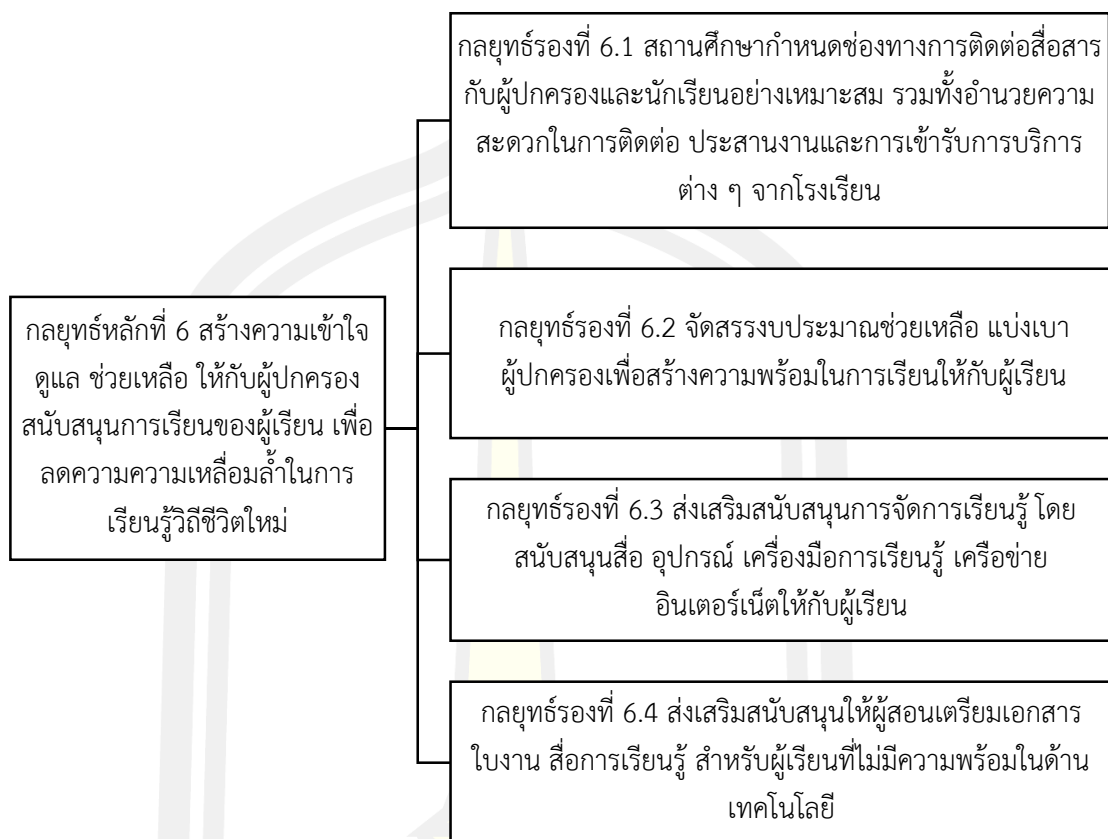 กลยุทธ์หลักที่ 6 สร้างความเข้าใจ
ดูแล ช่วยเหลือ ให้กับผู้ปกครอง
สนับสนุนการเรียนของผู้เรียน เพื่อ
ลดความความเหลื่อมล้ำในการ
เรียนรู้วิถีชีวิตใหม่
กลยุทธ์รองที่ 6.1 สถานศึกษากำหนดช่องทางการติดต่อสื่อสาร
กับผู้ปกครองและนักเรียนอย่างเหมาะสม รวมทั้งอำนวยความ
สะดวกในการติดต่อ ประสานงานและการเข้ารับการบริการ
ต่าง ๆ จากโรงเรียน
กลยุทธ์รองที่ 6.2 จัดสรรงบประมาณช่วยเหลือ แบ่งเบา
ผู้ปกครองเพื่อสร้างความพร้อมในการเรียนให้กับผู้เรียน
กลยุทธ์รองที่ 6.3 ส่งเสริมสนับสนุนการจัดการเรียนรู้ โดย
สนับสนุนสื่อ อุปกรณ์ เครื่องมือการเรียนรู้ เครือข่าย
อินเตอร์เน็ตให้กับผู้เรียน
กลยุทธ์รองที่ 6.4 ส่งเสริมสนับสนุนให้ผู้สอนเตรียมเอกสาร
ใบงาน สื่อการเรียนรู้ สำหรับผู้เรียนที่ไม่มีความพร้อมในด้าน
เทคโนโลยี